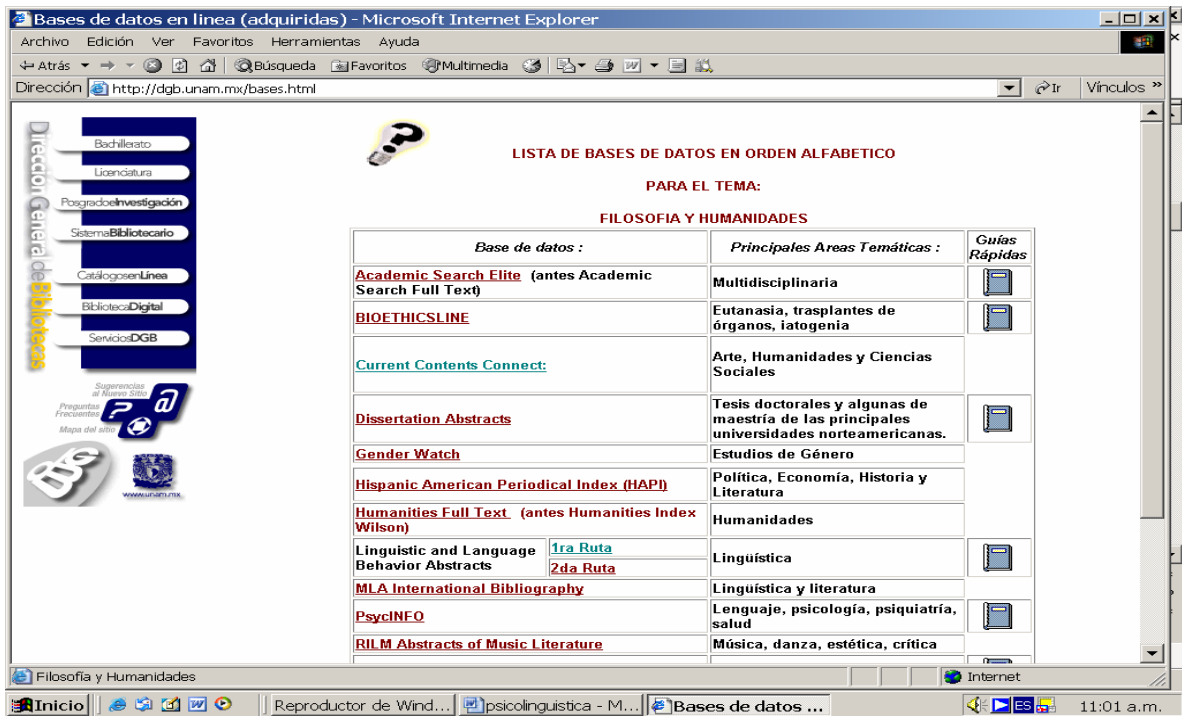 Bases de datos en linea (adquiridas) - Microsoft Internet Explorer
Archivo Edición Ver Favoritos Herramientas Ayuda
Atrás Búsqueda Favoritos Multimedia
Dirección http://dgb.unam.mx/bases.html Ir Vínculos »
Dirección General de Bibliotecas
Bachillerato
Licenciatura
PosgradoeInvestigación
SistemaBibliotecario
CatálogosenLínea
BibliotecaDigital
ServiciosDGB
Sugerencias
al Nuevo Sitio
Preguntas
Frecuentes
Mapa del sitio
www.unam.mx
LISTA DE BASES DE DATOS EN ORDEN ALFABETICO
PARA EL TEMA:
FILOSOFIA Y HUMANIDADES
Base de datos : Principales Areas Temáticas : Guías
Rápidas
Academic Search Elite (antes Academic
Search Full Text)
Multidisciplinaria
BIOETHICSLINE
Eutanasia, trasplantes de
órganos, iatogenia
Current Contents Connect:
Arte, Humanidades y Ciencias
Sociales
Dissertation Abstracts
Tesis doctorales y algunas de
maestría de las principales
universidades norteamericanas.
Gender Watch
Estudios de Género
Hispanic American Periodical Index (HAPI)
Política, Economía, Historia y
Literatura
Humanities Full Text (antes Humanities Index
Wilson)
Humanidades
Linguistic and Language
Behavior Abstracts
1ra Ruta
2da Ruta
Lingüística
MLA International Bibliography
Lingüística y literatura
PsycINFO
Lenguaje, psicología, psiquiatría,
salud
RILM Abstracts of Music Literature
Música, danza, estética, crítica
Filosofía y Humanidades Internet
Inicio Reproductor de Wind... psicolinguistica - M... Bases de datos ... ES 11:01 a.m.